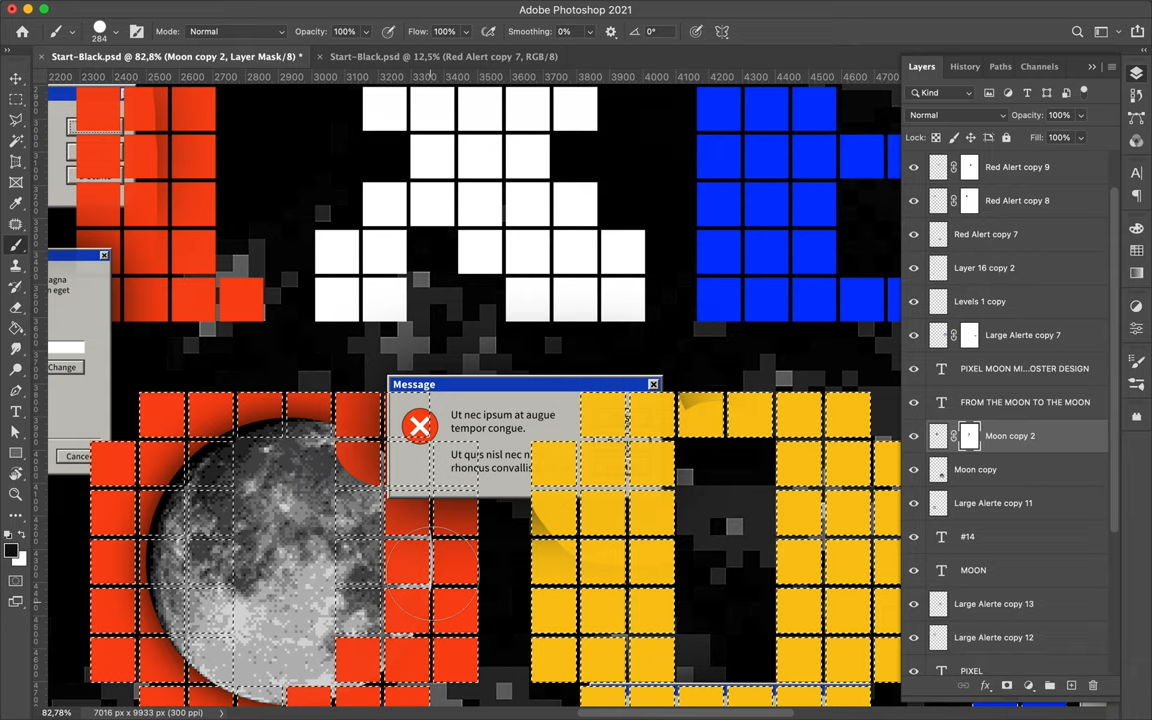 Adobe Photoshop 2021
284
Mode:
Normal
Opacity:
100%
Flow:
100%
Smoothing:
0%
0°
Start-Black.psd @ 82,8% (Moon copy 2, Layer Mask/8) *
Start-Black.psd @ 12,5% (Red Alert 7, RGB/8)
2200 2300 2400 2500 2600 2700 2800 2900 3000 3100 3200 3300 3400 3500 3600 3700 3800 3900 4000 4100 4200 4300 4400 4500 4600 4700
Layers
History
Paths
Channels
Kind
Normal
Opacity:
100%
Lock:
Fill:
100%
Red Alert copy 9
Red Alert copy 8
Red Alert copy 7
Layer 16 copy 2
Levels 1 copy
Large Alerte copy 7
PIXEL MOON MI...OSTER DESIGN
FROM THE MOON TO THE MOON
Moon copy 2
Moon copy
Large Alerte copy 11
#14
MOON
Large Alerte copy 13
Large Alerte copy 12
PIXEL
agna
n eget
Change
Cance
Message
Ut nec ipsum at augue
tempor congue.
Ut quis nisl nec n
rhoncus convallis
82,78%
7016 px x 9933 px (300 ppi)